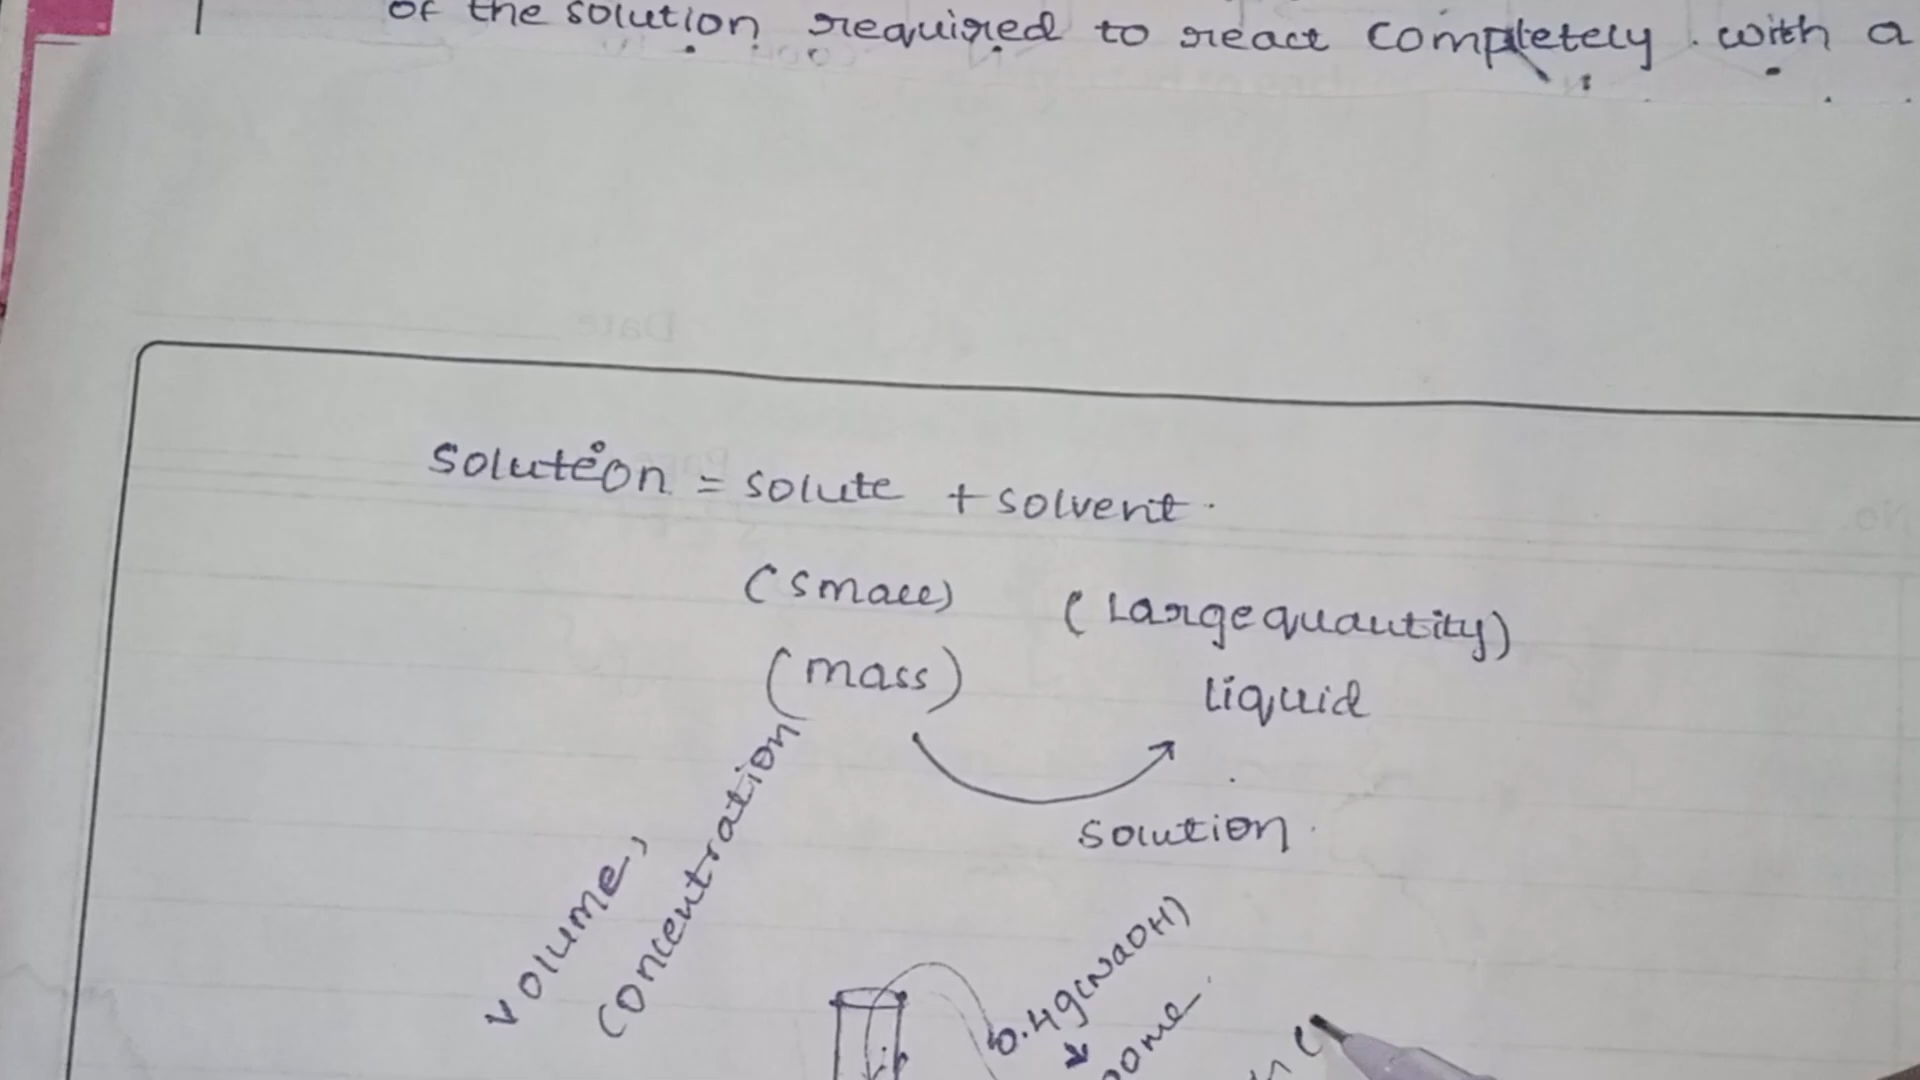 of the solution required to react completely with a
Solution = solute + solvent.
(small) (Large quantity)
(mass) liquid
solution
volume,
concentration
0.4g(NaOH)